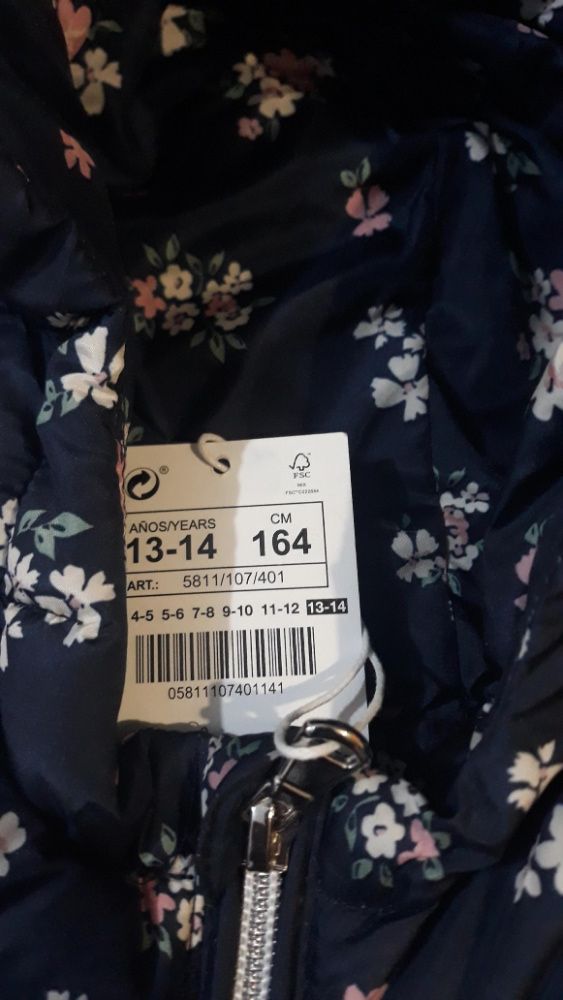 ®
FSC
MIX
AÑOS/YEARS
CM
13-14
164
ART.: 5811/107/401
4-5 5-6 7-8 9-10 11-12 13-14
05811107401141